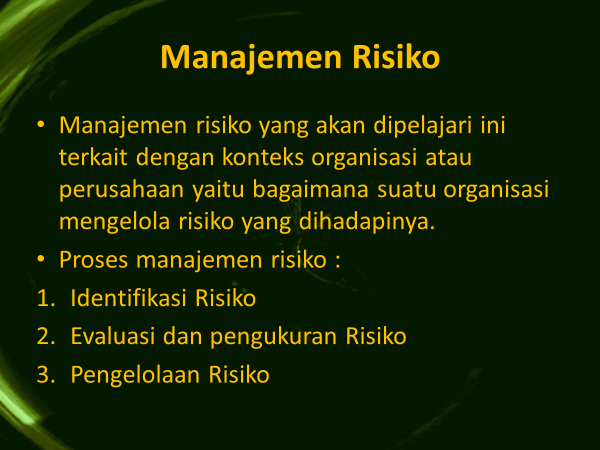 Manajemen Risiko
• Manajemen risiko yang akan dipelajari ini
terkait dengan konteks organisasi atau
perusahaan yaitu bagaimana suatu organisasi
mengelola risiko yang dihadapinya.
• Proses manajemen risiko :
1. Identifikasi Risiko
2. Evaluasi dan pengukuran Risiko
3. Pengelolaan Risiko